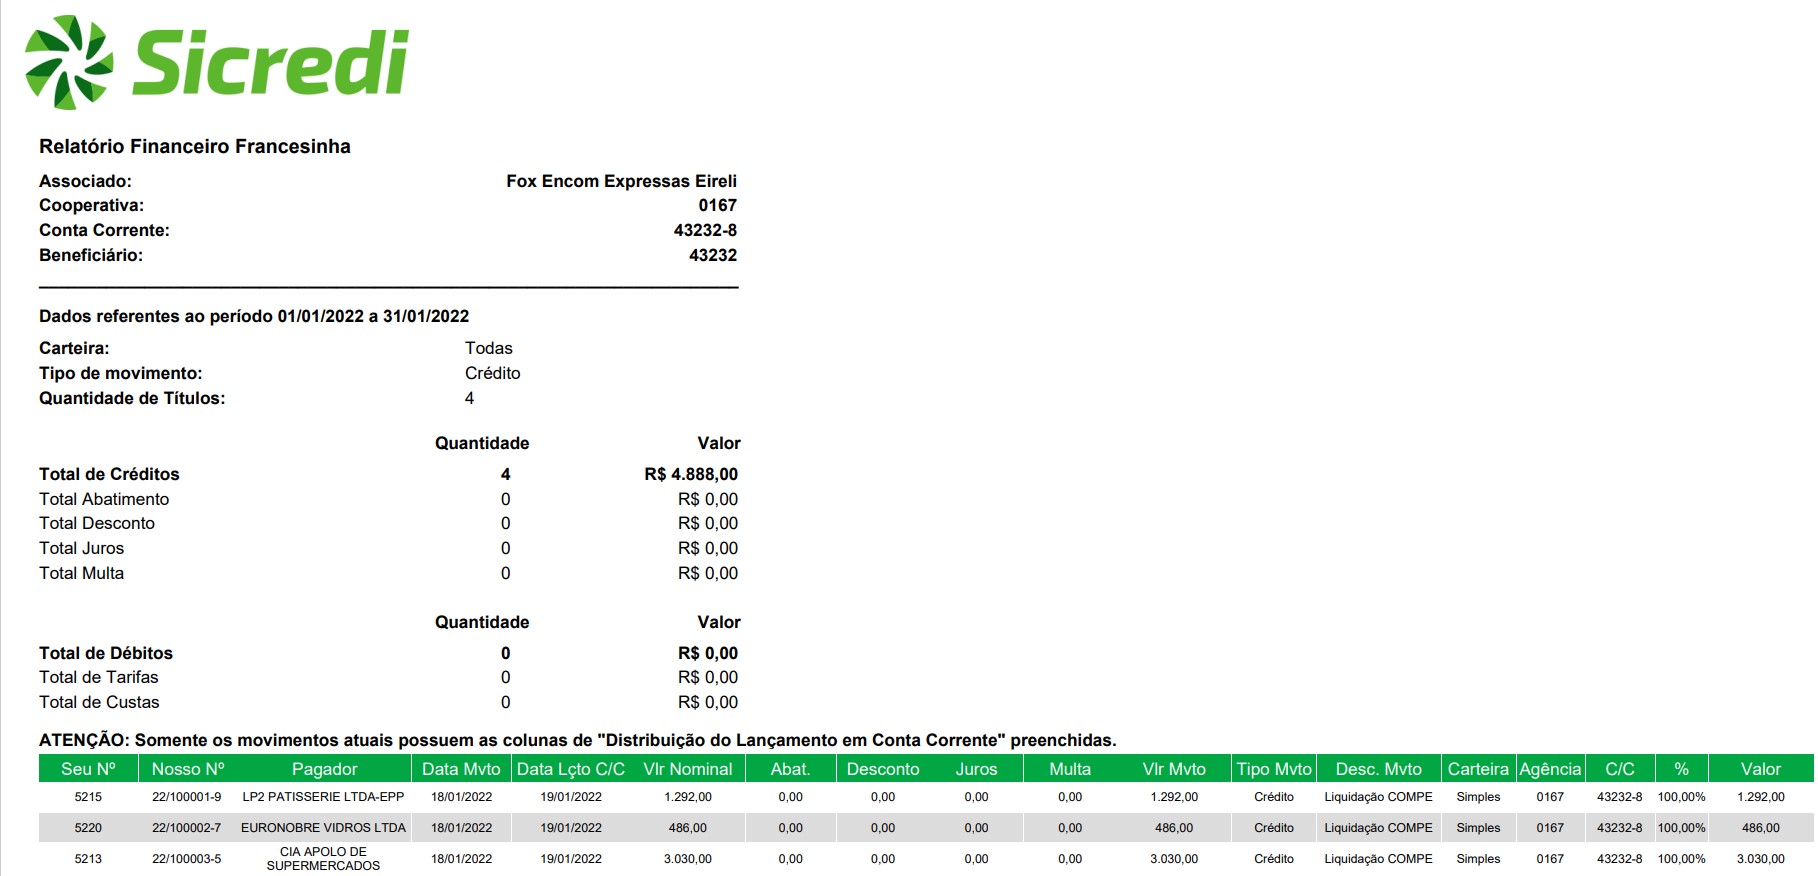 Sicredi
Relatório Financeiro Francesinha
Associado: Fox Encom Expressas Eireli
Cooperativa: 0167
Conta Corrente: 43232-8
Beneficiário: 43232
Dados referentes ao período 01/01/2022 a 31/01/2022
Carteira: Todas
Tipo de movimento: Crédito
Quantidade de Títulos: 4
Quantidade Valor
Total de Créditos 4 R$ 4.888,00
Total Abatimento 0 R$ 0,00
Total Desconto 0 R$ 0,00
Total Juros 0 R$ 0,00
Total Multa 0 R$ 0,00
Quantidade Valor
Total de Débitos 0 R$ 0,00
Total de Tarifas 0 R$ 0,00
Total de Custas 0 R$ 0,00
ATENÇÃO: Somente os movimentos atuais possuem as colunas de "Distribuição do Lançamento em Conta Corrente" preenchidas.
Seu Nº Nosso Nº Pagador Data Mvto Data Lçto C/C Vlr Nominal Abat. Desconto Juros Multa Vlr Mvto Tipo Mvto Desc. Mvto Carteira Agência C/C % Valor
5215 22/100001-9 LP2 PATISSERIE LTDA-EPP 18/01/2022 19/01/2022 1.292,00 0,00 0,00 0,00 0,00 1.292,00 Crédito Liquidação COMPE Simples 0167 43232-8 100,00% 1.292,00
5220 22/100002-7 EURONOBRE VIDROS LTDA 18/01/2022 19/01/2022 486,00 0,00 0,00 0,00 0,00 486,00 Crédito Liquidação COMPE Simples 0167 43232-8 100,00% 486,00
5213 22/100003-5 CIA APOLO DE SUPERMERCADOS 18/01/2022 19/01/2022 3.030,00 0,00 0,00 0,00 0,00 3.030,00 Crédito Liquidação COMPE Simples 0167 43232-8 100,00% 3.030,00